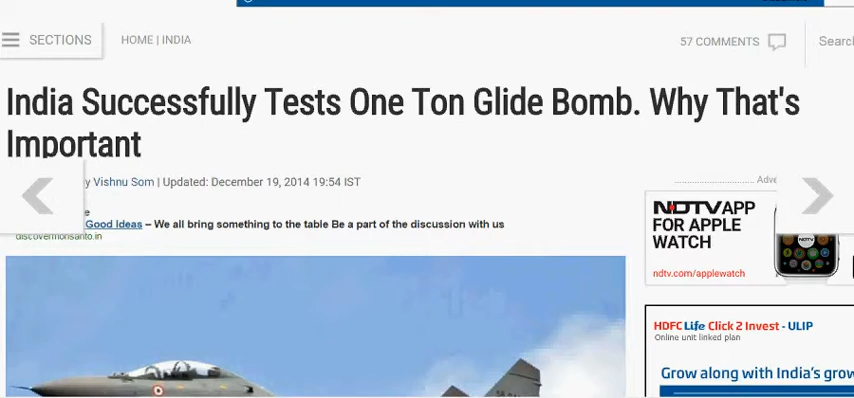 SECTIONS
HOME | INDIA
57 COMMENTS
Search
India Successfully Tests One Ton Glide Bomb. Why That's
Important
y Vishnu Som | Updated: December 19, 2014 19:54 IST
e
Good Ideas – We all bring something to the table Be a part of the discussion with us
discovermonsanto.in
Adve
NDTV APP
FOR APPLE
WATCH
ndtv.com/applewatch
NDTV
HDFC Life Click 2 Invest - ULIP
Online unit linked plan
Grow along with India's grow